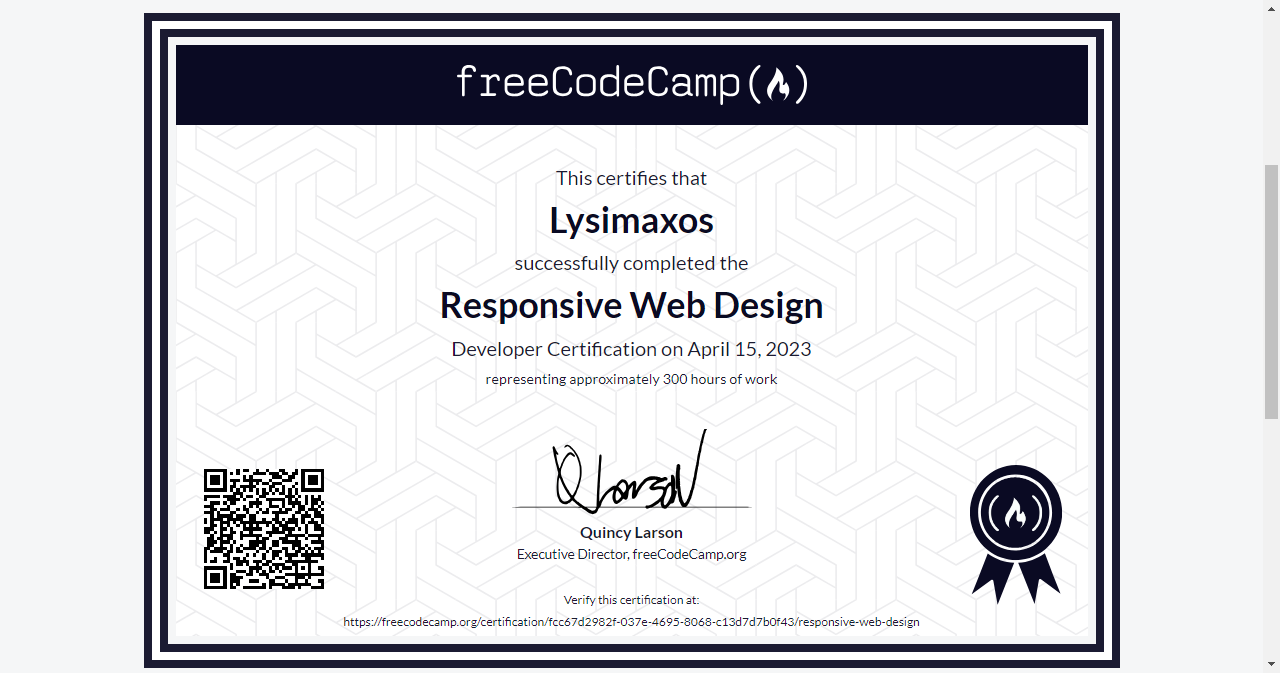 freeCodeCamp
This certifies that
Lysimaxos
successfully completed the
Responsive Web Design
Developer Certification on April 15, 2023
representing approximately 300 hours of work
Quincy Larson
Executive Director, freeCodeCamp.org
Verify this certification at:
https://freecodecamp.org/certification/fcc67d2982f-037e-4695-8068-c13d7d7b0f43/responsive-web-design